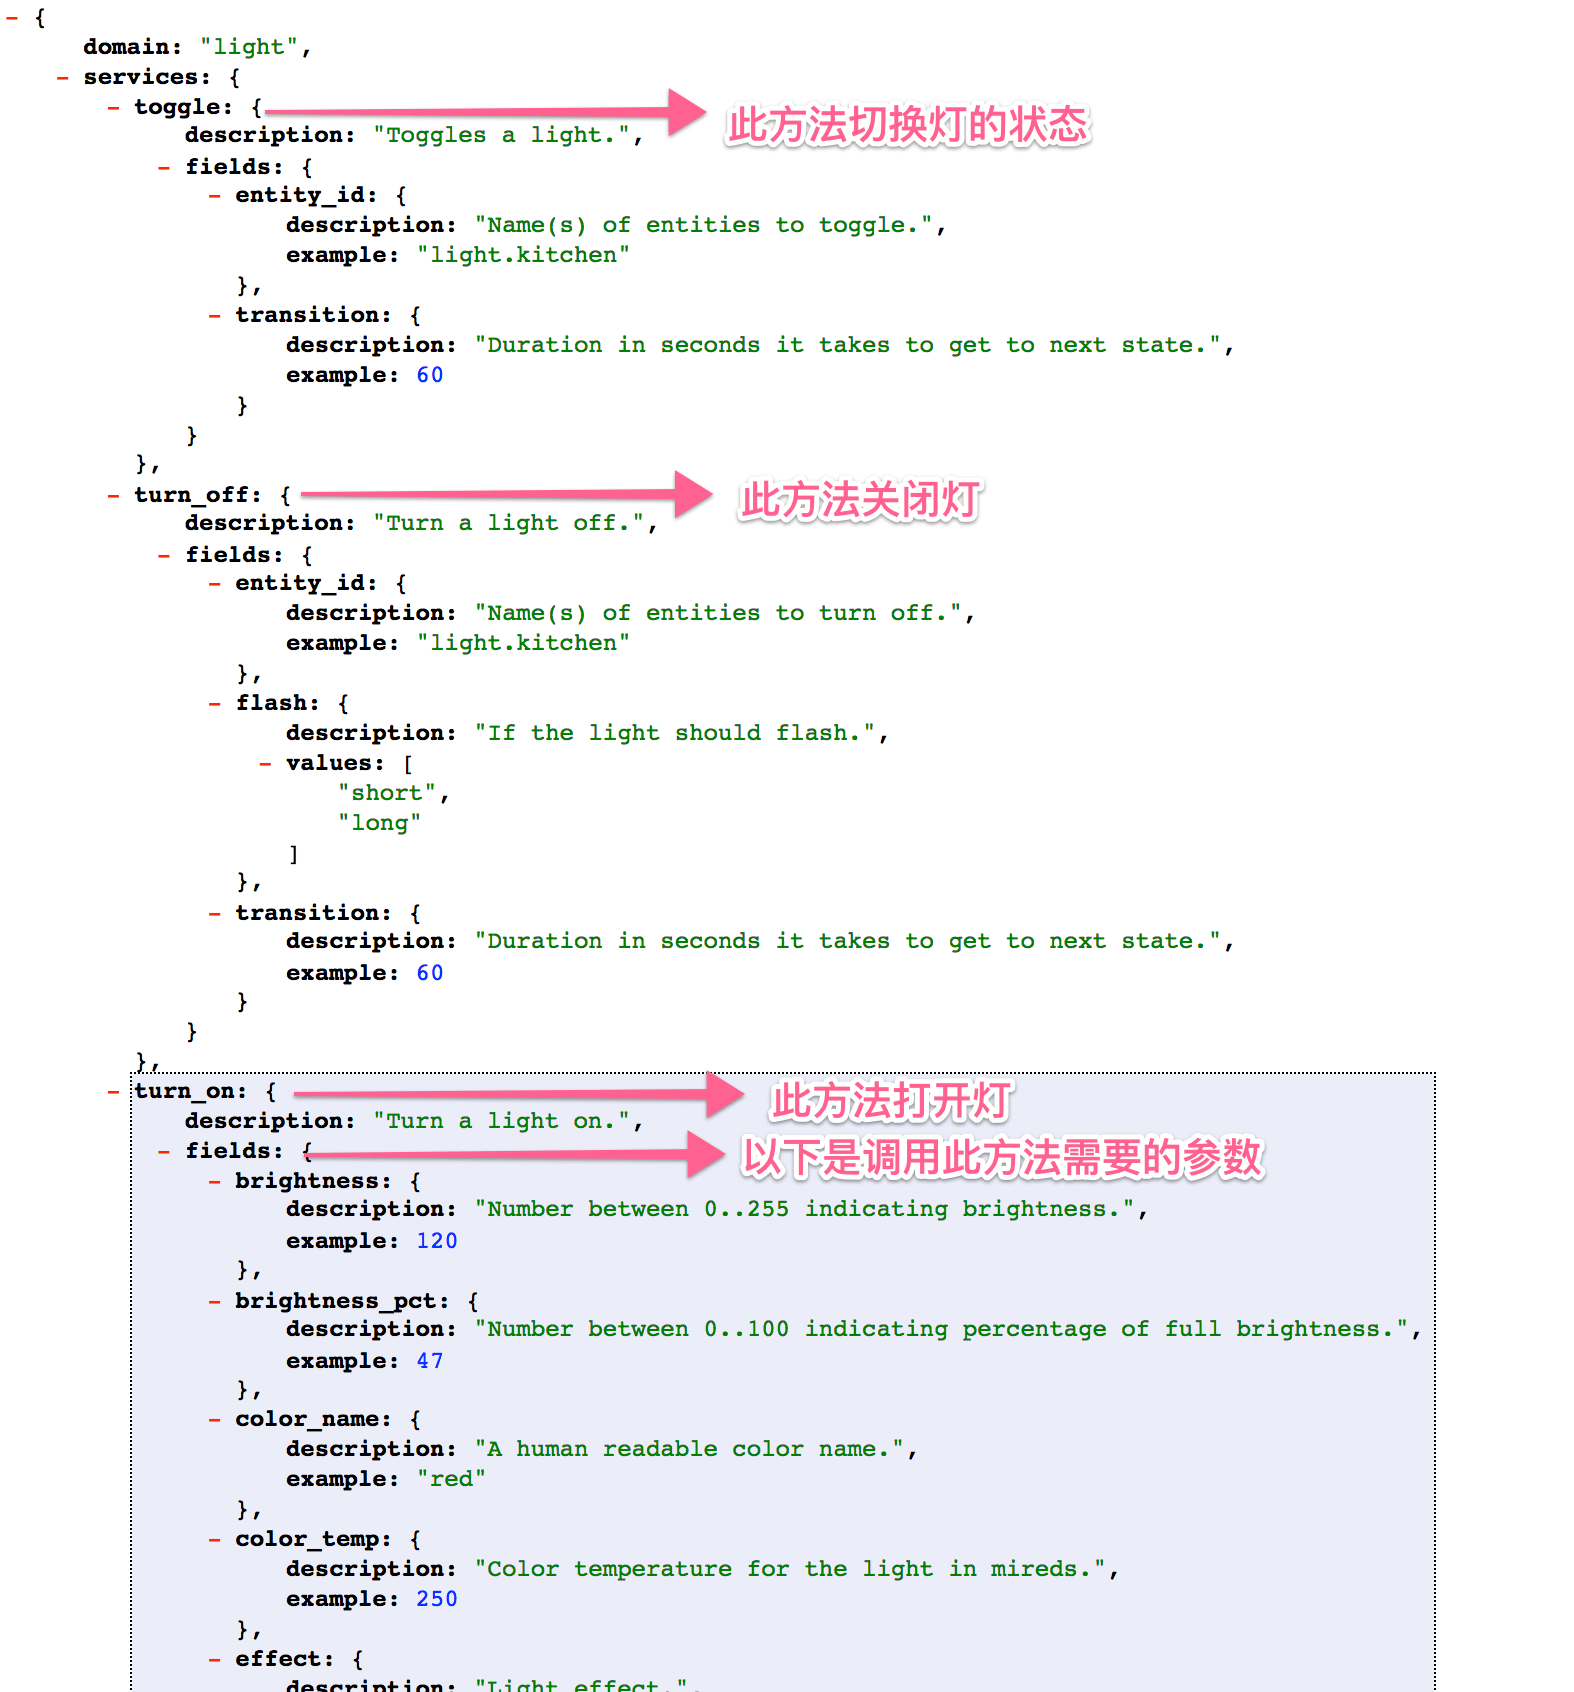 - {
domain: "light",
- services: {
- toggle: { 此方法切换灯的状态
description: "Toggles a light.",
- fields: {
- entity_id: {
description: "Name(s) of entities to toggle.",
example: "light.kitchen"
},
- transition: {
description: "Duration in seconds it takes to get to next state.",
example: 60
}
}
},
- turn_off: { 此方法关闭灯
description: "Turn a light off.",
- fields: {
- entity_id: {
description: "Name(s) of entities to turn off.",
example: "light.kitchen"
},
- flash: {
description: "If the light should flash.",
- values: [
"short",
"long"
]
},
- transition: {
description: "Duration in seconds it takes to get to next state.",
example: 60
}
}
},
- turn_on: { 此方法打开灯
description: "Turn a light on.",
- fields: { 以下是调用此方法需要的参数
- brightness: {
description: "Number between 0..255 indicating brightness.",
example: 120
},
- brightness_pct: {
description: "Number between 0..100 indicating percentage of full brightness.",
example: 47
},
- color_name: {
description: "A human readable color name.",
example: "red"
},
- color_temp: {
description: "Color temperature for the light in mireds.",
example: 250
},
- effect: {
description: "Light effect.",